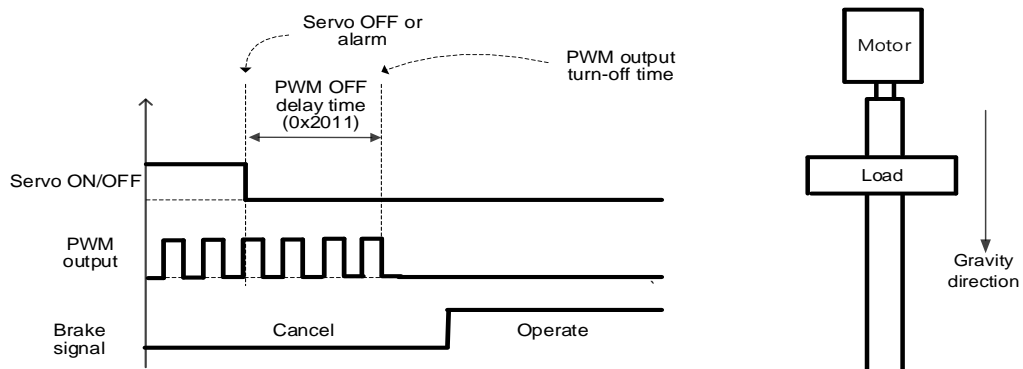 Servo OFF or
alarm
PWM output
turn-off time
PWM OFF
delay time
(0x2011)
Servo ON/OFF
PWM
output
Brake
signal
Cancel
Operate
Motor
Load
Gravity
direction